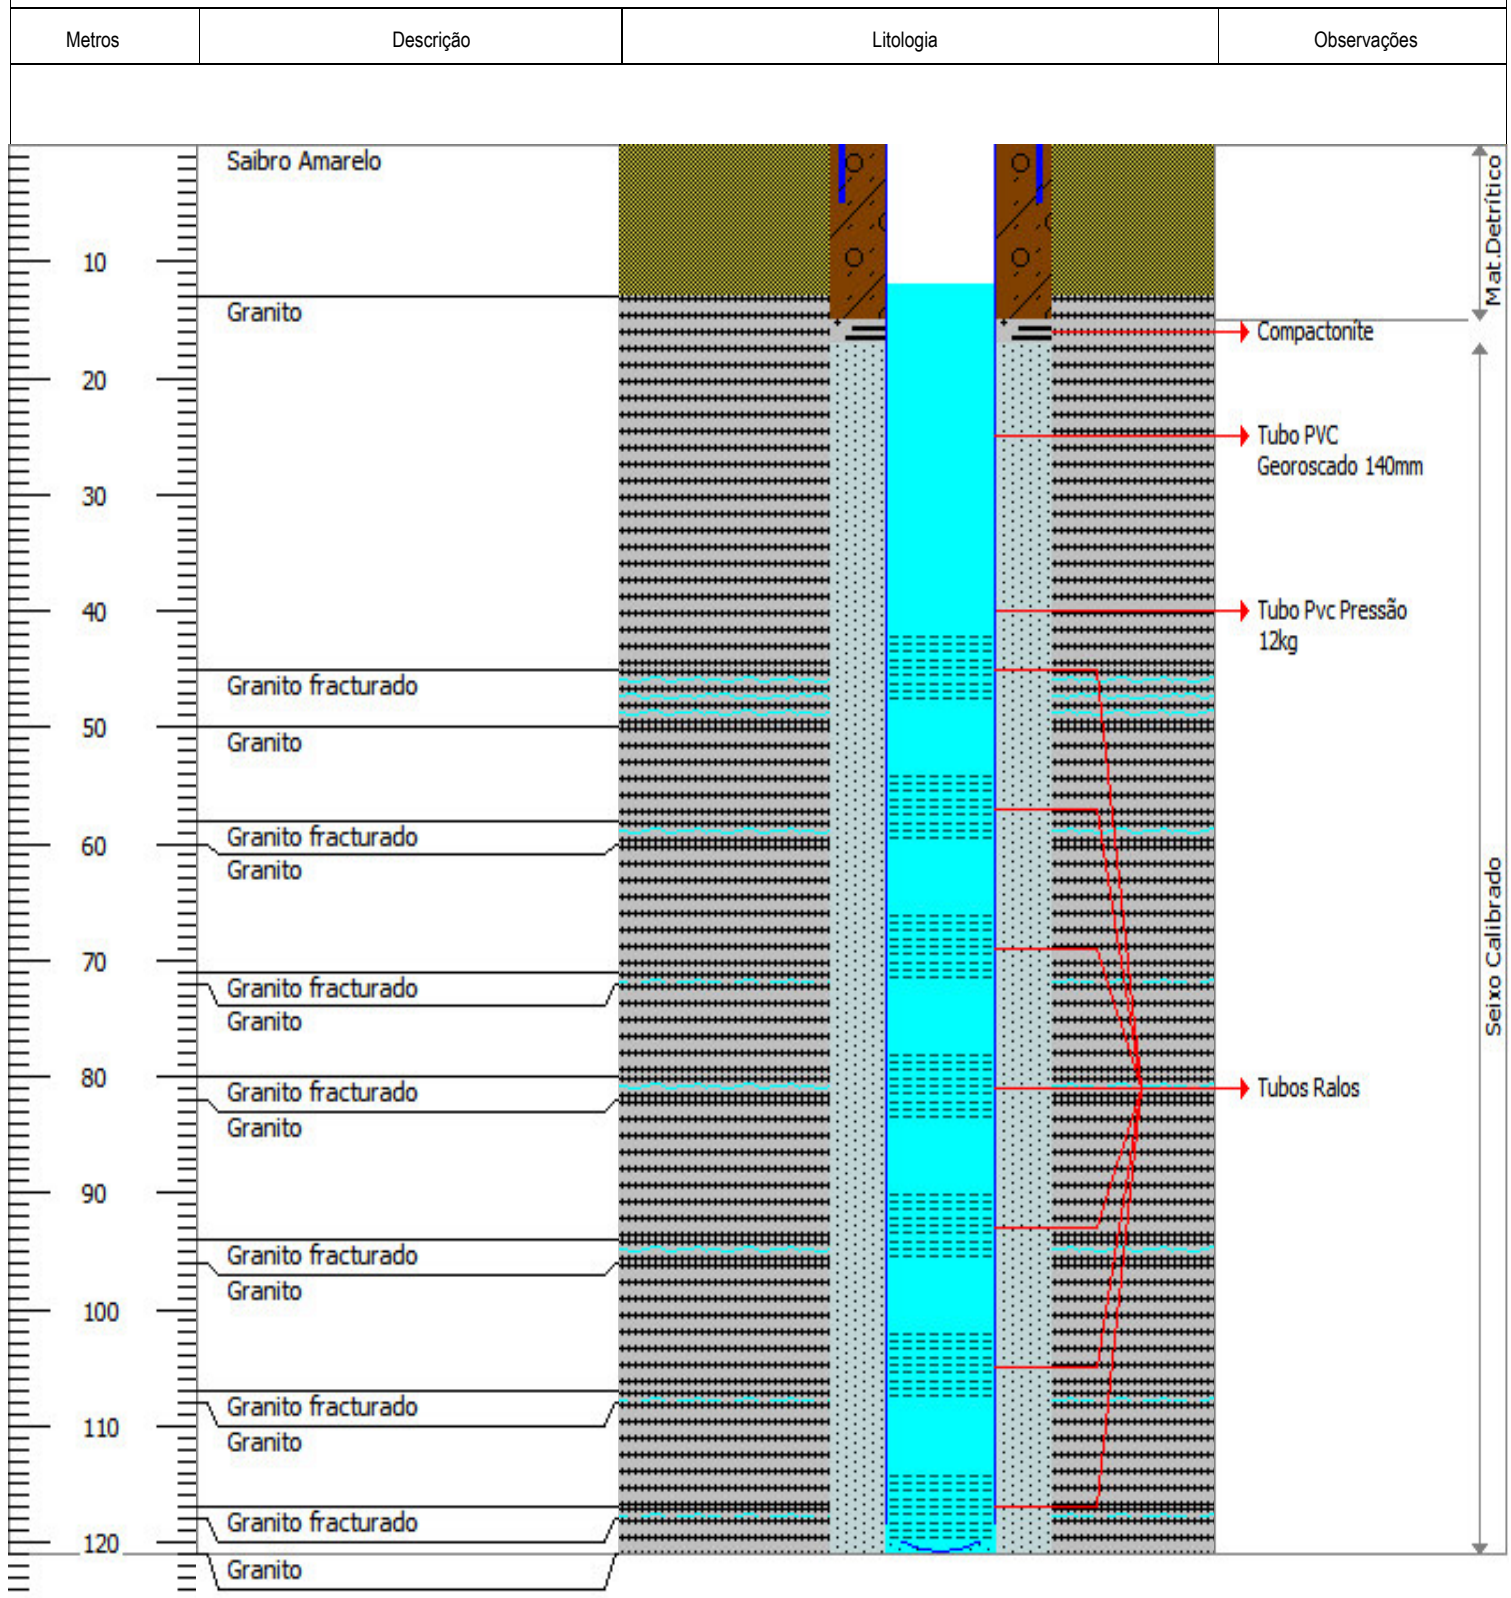 Metros
Descrição
Litologia
Observações
Saibro Amarelo
Mat.Detrítico
10
Granito
Compactonite
20
Tubo PVC
Georoscado 140mm
30
40
Tubo Pvc Pressão
12kg
Granito fracturado
50
Granito
Granito fracturado
60
Granito
Seixo Calibrado
70
Granito fracturado
Granito
80
Granito fracturado
Tubos Ralos
Granito
90
Granito fracturado
Granito
100
Granito fracturado
110
Granito
Granito fracturado
120
Granito